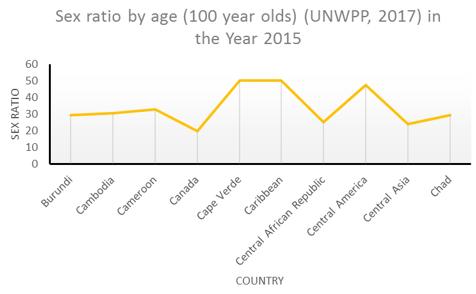 Sex ratio by age (100 year olds) (UNWPP, 2017) in
the Year 2015
60
50
40
30
20
10
0
SEX RATIO
Burundi
Cambodia
Cameroon
Canada
Cape Verde
Caribbean
Central African Republic
Central America
Central Asia
Chad
COUNTRY